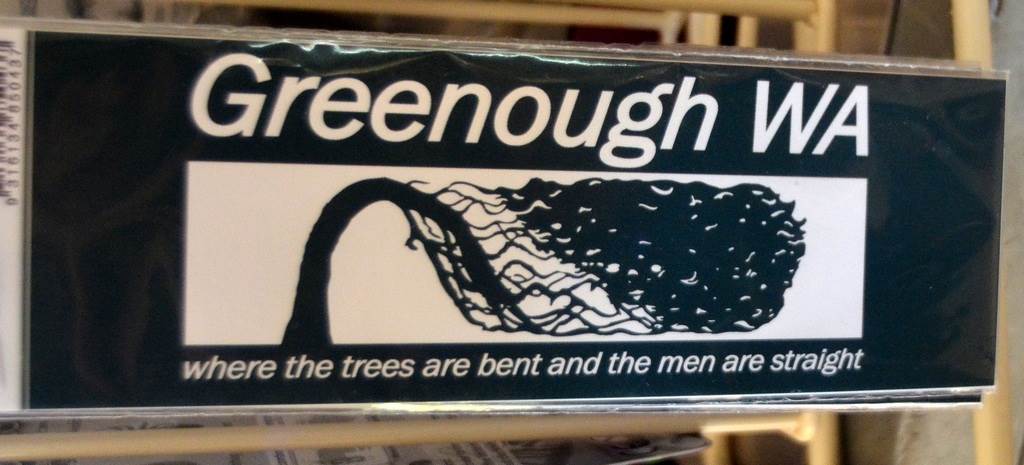 Greenough WA
where the trees are bent and the men are straight